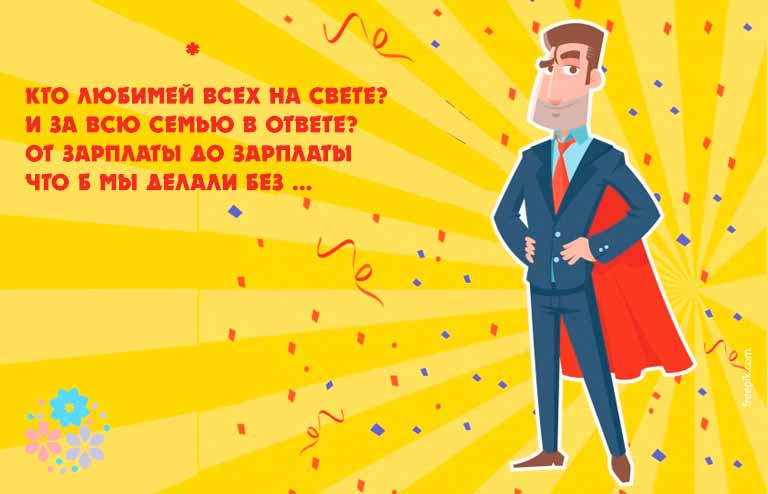 *
КТО ЛЮБИМЕЙ ВСЕХ НА СВЕТЕ?
И ЗА ВСЮ СЕМЬЮ В ОТВЕТЕ?
ОТ ЗАРПЛАТЫ ДО ЗАРПЛАТЫ
ЧТО Б МЫ ДЕЛАЛИ БЕЗ ...
freepik.com